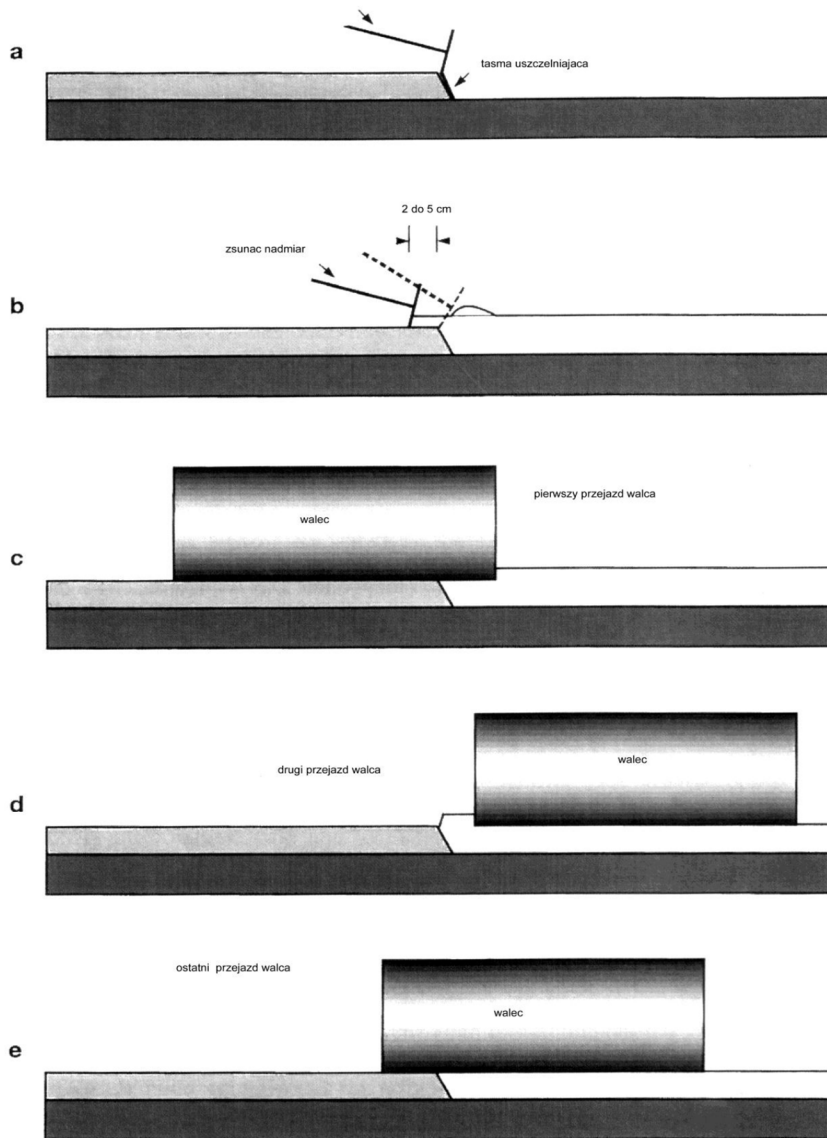 a
tasma uszczelniajaca
2 do 5 cm
zsunac nadmiar
b
walec
pierwszy przejazd walca
c
drugi przejazd walca
walec
d
ostatni przejazd walca
walec
e